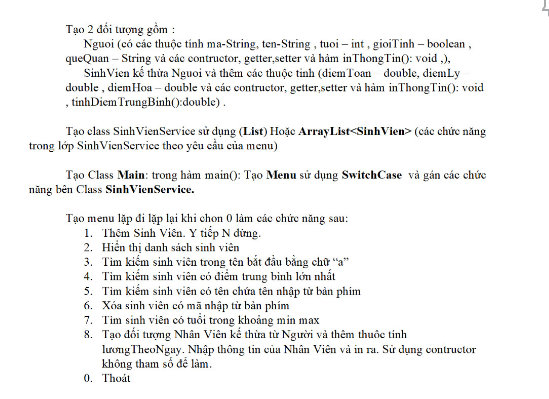 Tạo 2 đối tượng gồm :
Nguoi (có các thuộc tính ma-String, ten-String , tuoi – int , gioiTinh – boolean ,
queQuan – String và các contructor, getter,setter và hàm inThongTin(): void ,),
SinhVien kế thừa Nguoi và thêm các thuộc tính (diemToan – double, diemLy –
double , diemHoa – double và các contructor, getter,setter và hàm inThongTin(): void
, tinhDiemTrungBinh():double) .
Tạo class SinhVienService sử dụng (List) Hoặc ArrayList<SinhVien> (các chức năng
trong lớp SinhVienService theo yêu cầu của menu)
Tạo Class Main: trong hàm main(): Tạo Menu sử dụng SwitchCase và gán các chức
năng bên Class SinhVienService.
Tạo menu lặp đi lặp lại khi chọn 0 làm các chức năng sau:
1. Thêm Sinh Viên. Y tiếp N dừng.
2. Hiển thị danh sách sinh viên
3. Tìm kiếm sinh viên trong tên bắt đầu bằng chữ “a”
4. Tìm kiếm sinh viên có điểm trung bình lớn nhất
5. Tìm kiếm sinh viên có tên chứa tên nhập từ bàn phím
6. Xóa sinh viên có mã nhập từ bàn phím
7. Tìm sinh viên có tuổi trong khoảng min max
8. Tạo đối tượng Nhân Viên kế thừa từ Người và thêm thuộc tính
lươngTheoNgay. Nhập thông tin của Nhân Viên và in ra. Sử dụng contructor
không tham số để làm.
0. Thoát